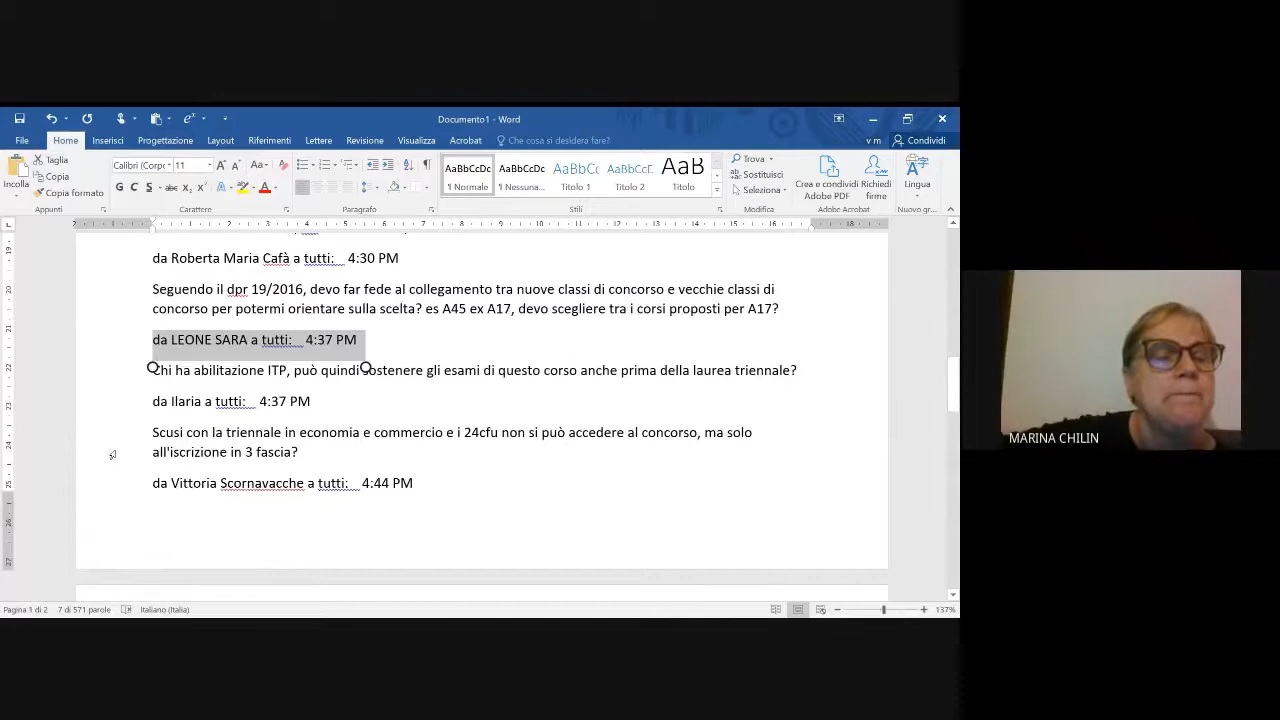 Documento1 - Word
File Home Inserisci Progettazione Layout Riferimenti Lettere Revisione Visualizza Acrobat Che cosa si desidera fare? v m Condividi
Incolla
Taglia
Copia
Copia formato
Appunti
Calibri (Corpo 11
Carattere
Paragrafo
AaBbCcDc AaBbCcDc AaBbCc AaBbCcD AaB
¶ Normale ¶ Nessuna... Titolo 1 Titolo 2 Titolo
Stili
Trova
Sostituisci
Seleziona
Modifica
Crea e condividi Adobe PDF
Richiedi firme
Adobe Acrobat
Lingua
Nuovo gr...
da Roberta Maria Cafà a tutti: 4:30 PM
Seguendo il dpr 19/2016, devo far fede al collegamento tra nuove classi di concorso e vecchie classi di
concorso per potermi orientare sulla scelta? es A45 ex A17, devo scegliere tra i corsi proposti per A17?
da LEONE SARA a tutti: 4:37 PM
Chi ha abilitazione ITP, può quindi sostenere gli esami di questo corso anche prima della laurea triennale?
da Ilaria a tutti: 4:37 PM
Scusi con la triennale in economia e commercio e i 24cfu non si può accedere al concorso, ma solo
all'iscrizione in 3 fascia?
da Vittoria Scornavacche a tutti: 4:44 PM
Pagina 1 di 2 7 di 571 parole Italiano (Italia) 137%
MARINA CHILIN